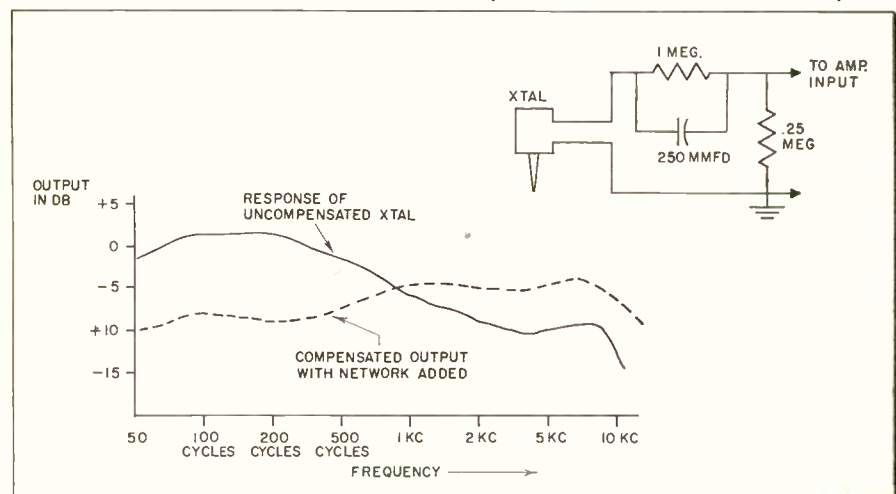 1 MEG.
TO AMP.
INPUT
XTAL
.25
MEG
250 MMFD
OUTPUT
IN DB
RESPONSE OF
UNCOMPENSATED XTAL
+5
0
-5
+10
-15
COMPENSATED OUTPUT
WITH NETWORK ADDED
50
100
CYCLES
200
CYCLES
500
CYCLES
1 KC
2 KC
5 KC
10 KC
FREQUENCY